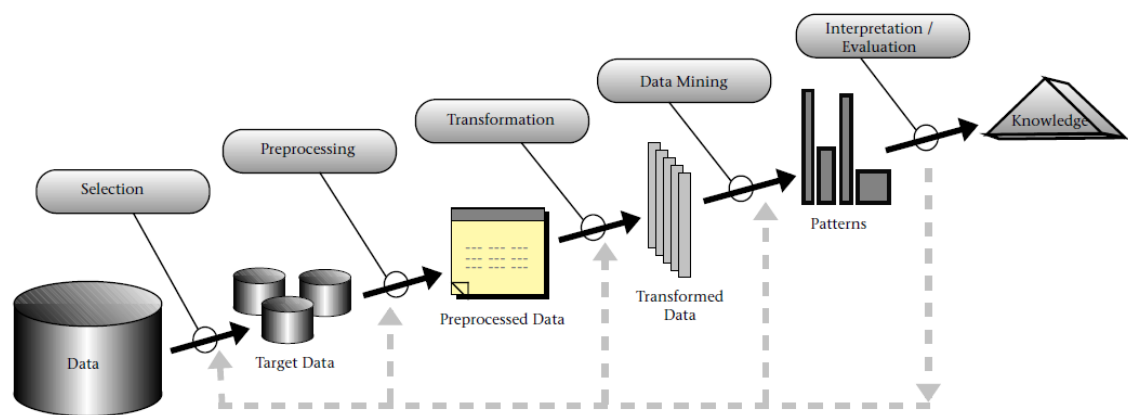 Interpretation /
Evaluation
Data Mining
Transformation
Preprocessing
Selection
Knowledge
Patterns
Transformed
Data
Preprocessed Data
Target Data
Data